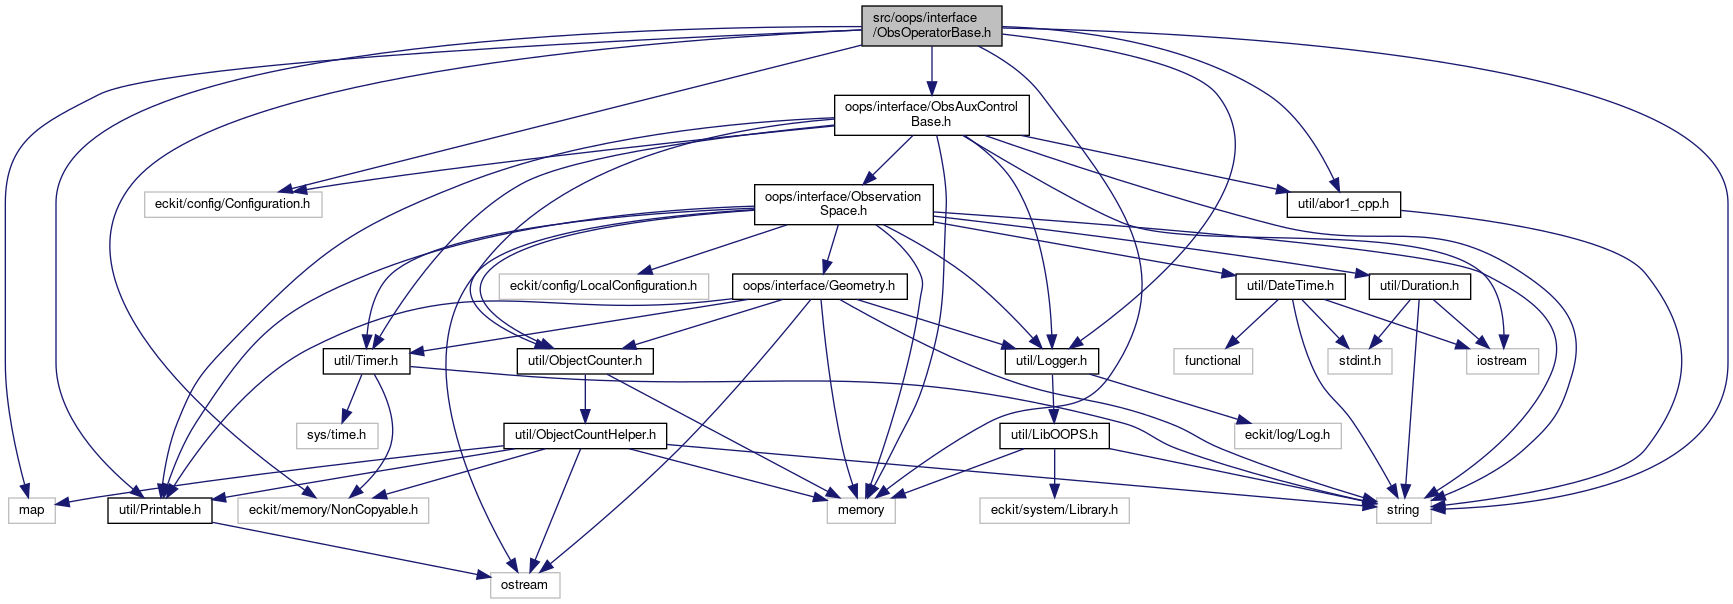 src/oops/interface
/ObsOperatorBase.h
oops/interface/ObsAuxControl
Base.h
eckit/config/Configuration.h
oops/interface/Observation
Space.h
util/abor1_cpp.h
eckit/config/LocalConfiguration.h
oops/interface/Geometry.h
util/DateTime.h
util/Duration.h
util/Timer.h
util/ObjectCounter.h
util/Logger.h
functional
stdint.h
iostream
sys/time.h
util/ObjectCountHelper.h
util/LibOOPS.h
eckit/log/Log.h
map
util/Printable.h
eckit/memory/NonCopyable.h
memory
eckit/system/Library.h
string
ostream